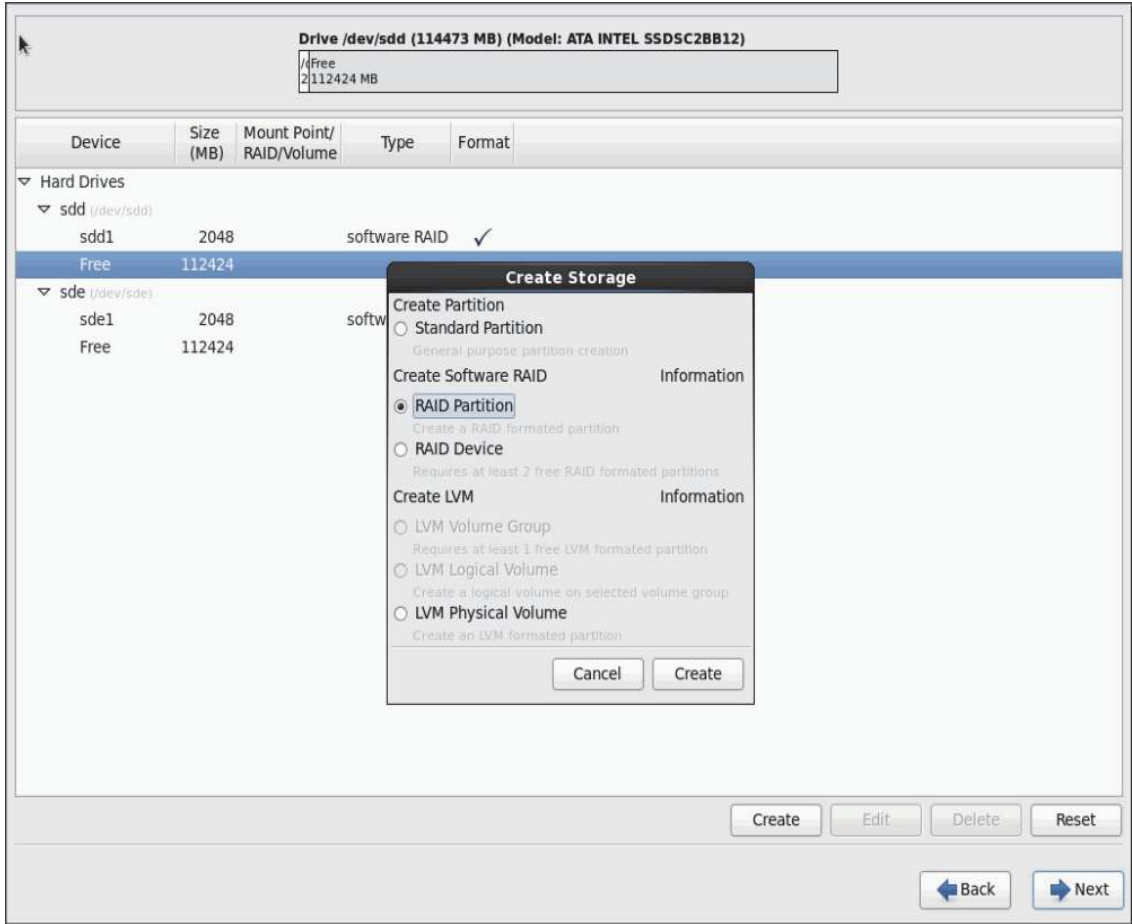 Drive /dev/sdd (114473 MB) (Model: ATA INTEL SSDSC2BB12)
Free
2 112424 MB
Device Size (MB) Mount Point/ RAID/Volume Type Format
Hard Drives
sdd (/dev/sdd)
sdd1 2048 software RAID ✓
Free 112424
sde (/dev/sde)
sde1 2048 softw
Free 112424
Create Storage
Create Partition
Standard Partition
General purpose partition creation
Create Software RAID Information
RAID Partition
Create a RAID formated partition
RAID Device
Requires at least 2 free RAID formated partitions
Create LVM Information
LVM Volume Group
Requires at least 1 free LVM formated partition
LVM Logical Volume
Create a logical volume on selected volume group
LVM Physical Volume
Create an LVM formated partition
Cancel Create
Create Edit Delete Reset
Back Next